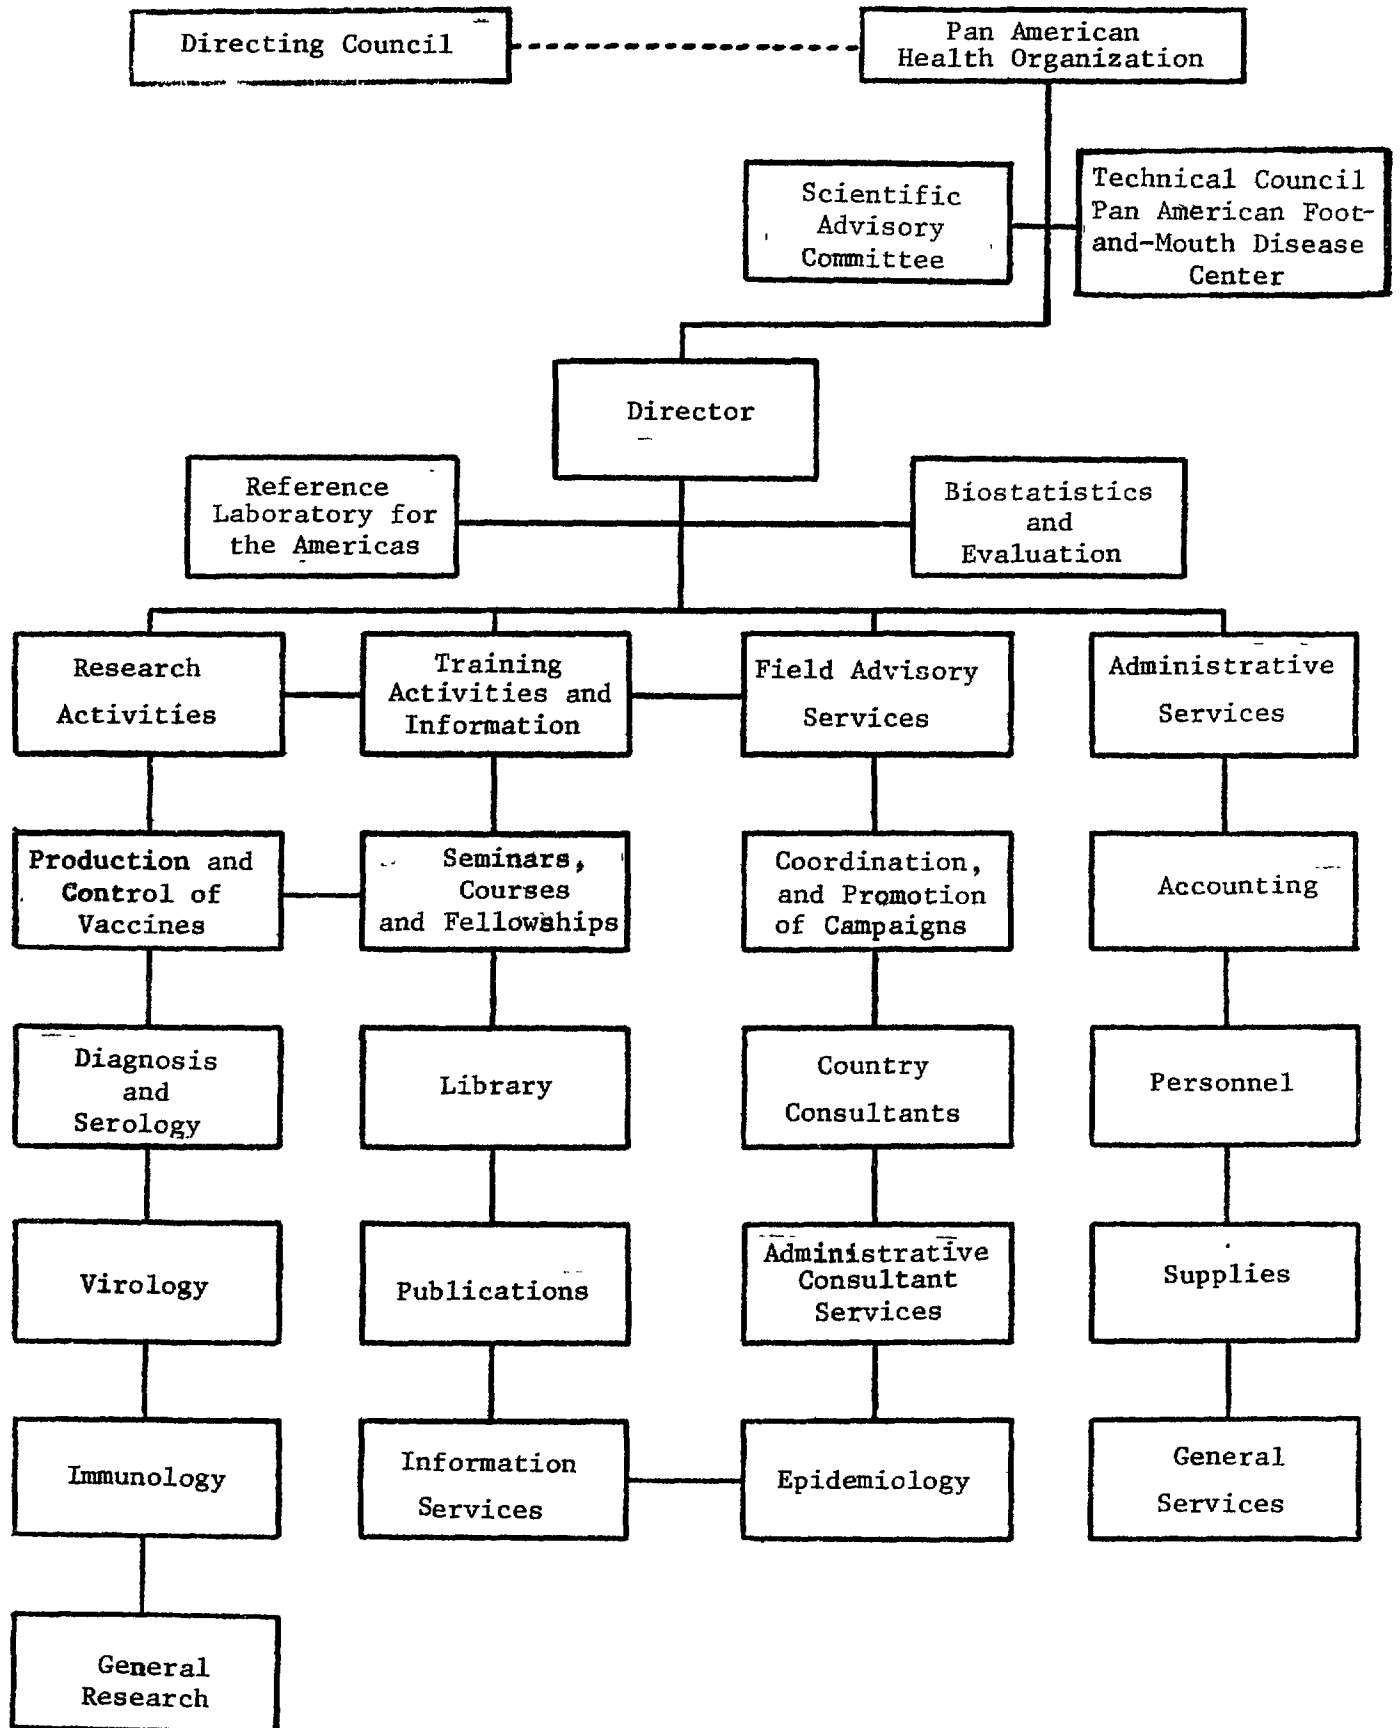 Directing Council
Pan American
Health Organization
Scientific
Advisory
Committee
Technical Council
Pan American Foot-
and-Mouth Disease
Center
Director
Reference
Laboratory for
the Americas
Biostatistics
and
Evaluation
Research
Activities
Training
Activities and
Information
Field Advisory
Services
Administrative
Services
Production and
Control of
Vaccines
Seminars,
Courses
and Fellowships
Coordination,
and Promotion
of Campaigns
Accounting
Diagnosis
and
Serology
Library
Country
Consultants
Personnel
Virology
Publications
Administrative
Consultant
Services
Supplies
Immunology
Information
Services
Epidemiology
General
Services
General
Research